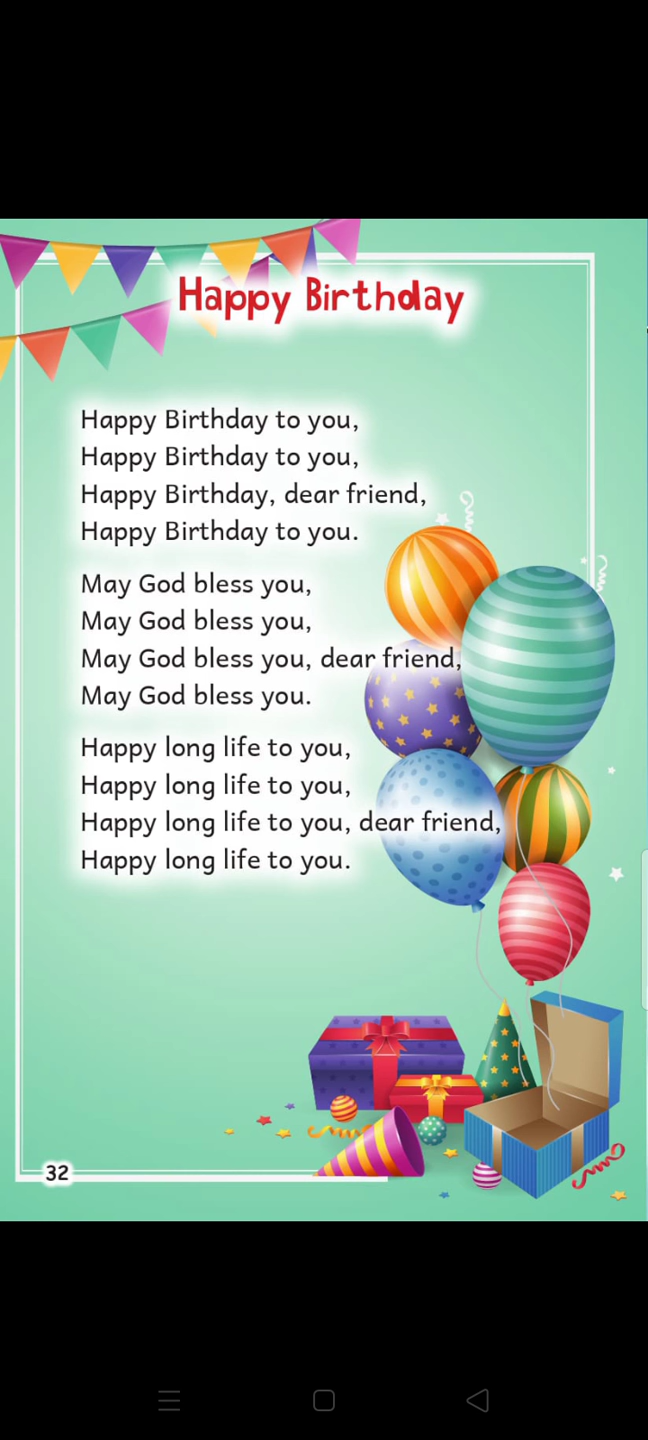 Happy Birthday
Happy Birthday to you,
Happy Birthday to you,
Happy Birthday, dear friend,
Happy Birthday to you.
May God bless you,
May God bless you,
May God bless you, dear friend,
May God bless you.
Happy long life to you,
Happy long life to you,
Happy long life to you, dear friend,
Happy long life to you.
32